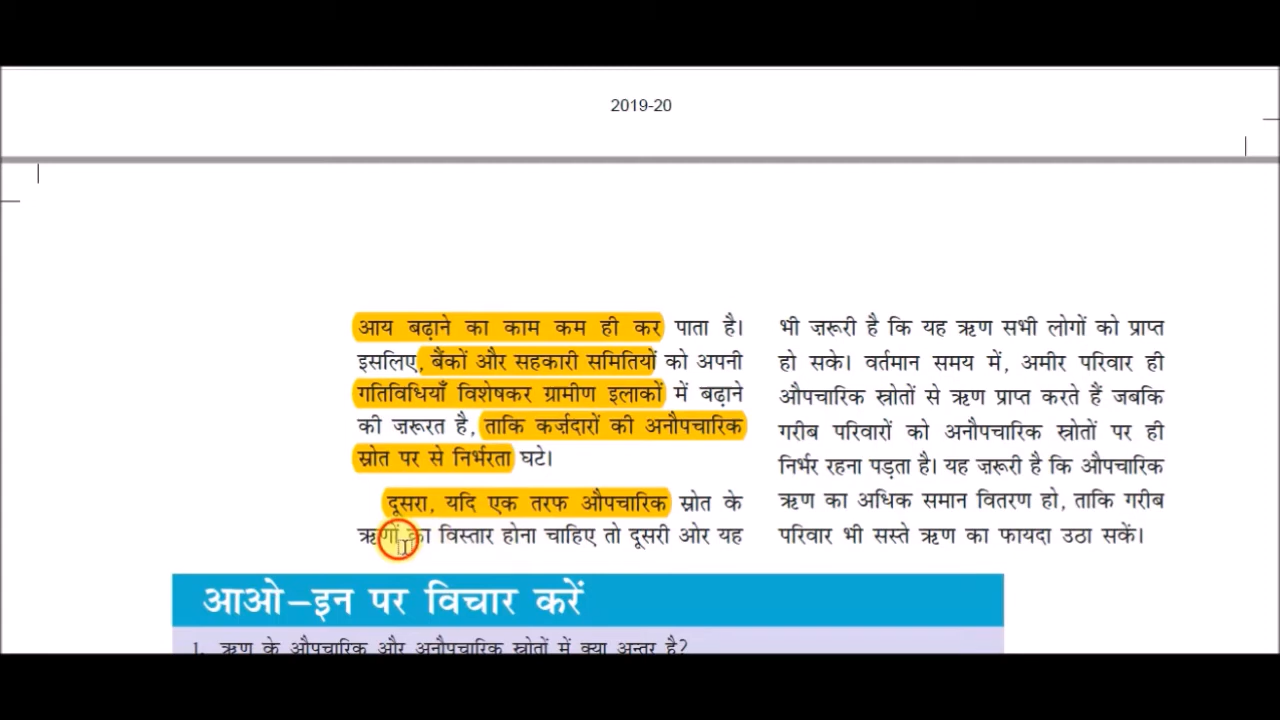 2019-20
आय बढ़ाने का काम कम ही कर पाता है।
इसलिए, बैंकों और सहकारी समितियों को अपनी
गतिविधियाँ विशेषकर ग्रामीण इलाकों में बढ़ाने
की जरूरत है, ताकि कर्ज़दारों की अनौपचारिक
स्रोत पर से निर्भरता घटे।
दूसरा, यदि एक तरफ औपचारिक स्रोत के
ऋणों का विस्तार होना चाहिए तो दूसरी ओर यह
भी ज़रूरी है कि यह ऋण सभी लोगों को प्राप्त
हो सके। वर्तमान समय में, अमीर परिवार ही
औपचारिक स्रोतों से ऋण प्राप्त करते हैं जबकि
गरीब परिवारों को अनौपचारिक स्रोतों पर ही
निर्भर रहना पड़ता है। यह ज़रूरी है कि औपचारिक
ऋण का अधिक समान वितरण हो, ताकि गरीब
परिवार भी सस्ते ऋण का फायदा उठा सकें।
आओ–इन पर विचार करें
1. ऋण के औपचारिक और अनौपचारिक स्रोतों में क्या अन्तर है?